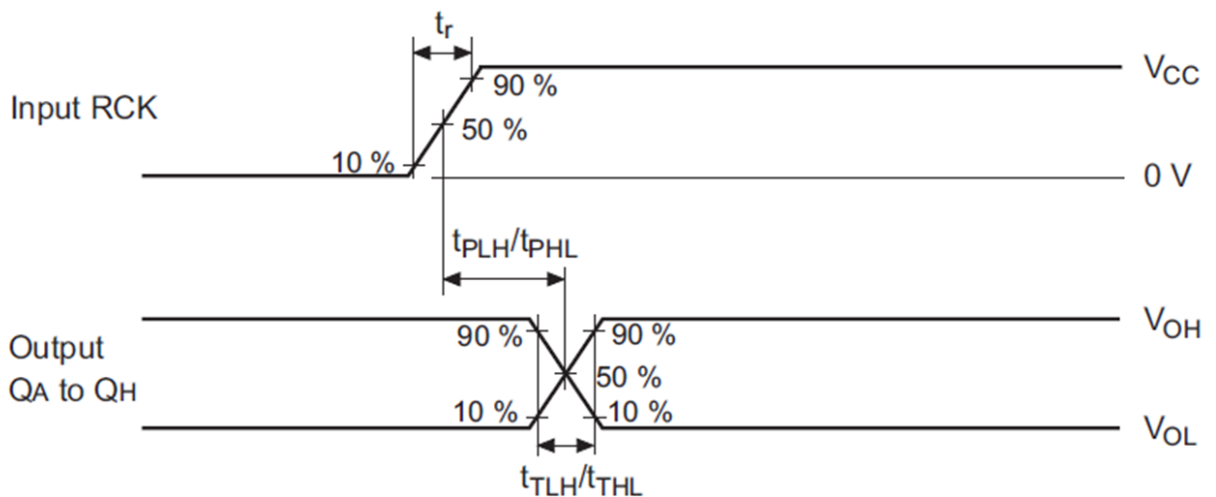 tr
VCC
90 %
Input RCK
50 %
10 %
0 V
tPLH/tPHL
VOH
90 %
90 %
Output
50 %
QA to QH
10 %
10 %
VOL
tTLH/tTHL